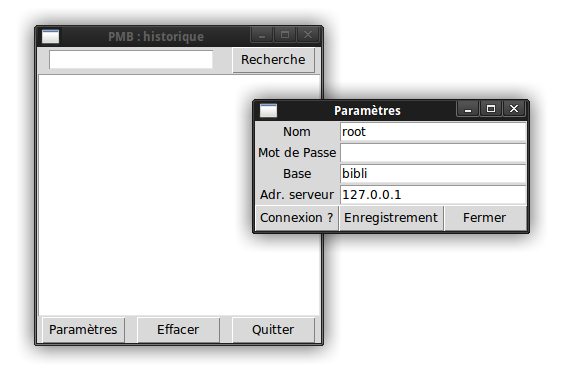 PMB : historique
Recherche
Paramètres
Nom root
Mot de Passe
Base bibli
Adr. serveur 127.0.0.1
Connexion ? Enregistrement Fermer
Paramètres Effacer Quitter